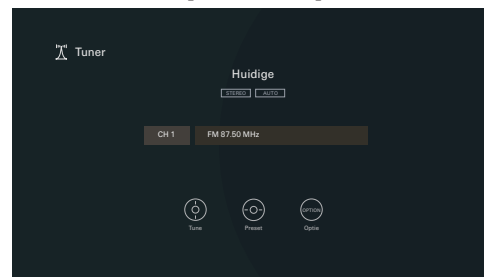 Tuner
Huidige
STEREO AUTO
CH 1 FM 87.50 MHz
OPTION
Tune Preset Optie